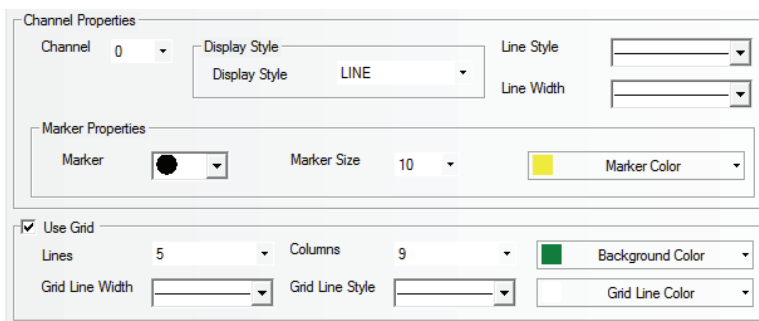 Channel Properties
Channel 0
Display Style
Display Style LINE
Line Style
Line Width
Marker Properties
Marker
Marker Size 10
Marker Color
Use Grid
Lines 5
Columns 9
Background Color
Grid Line Width
Grid Line Style
Grid Line Color